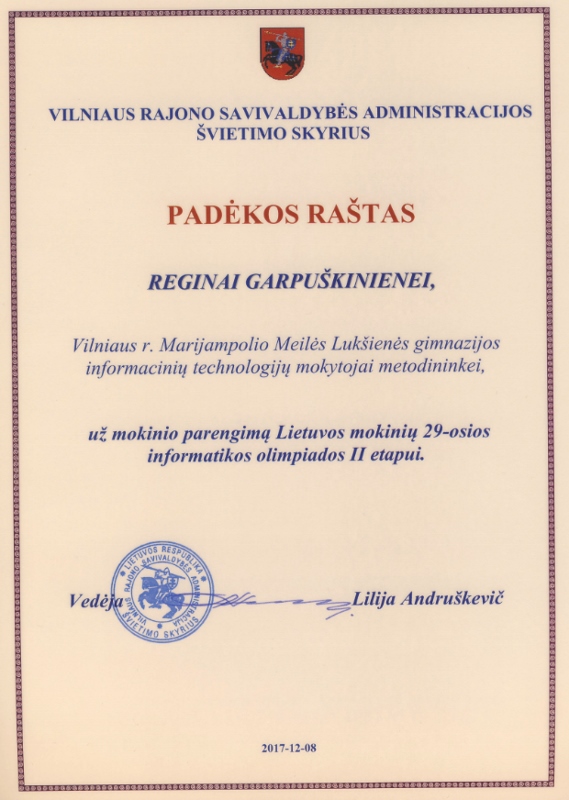 VILNIAUS RAJONO SAVIVALDYBĖS ADMINISTRACIJOS
ŠVIETIMO SKYRIUS
PADĖKOS RAŠTAS
REGINAI GARPUŠKINIENEI,
Vilniaus r. Marijampolio Meilės Lukšienės gimnazijos
informacinių technologijų mokytojai metodininkei,
už mokinio parengimą Lietuvos mokinių 29-osios
informatikos olimpiados II etapui.
LIETUVOS RESPUBLIKA
VILNIAUS RAJONO SAVIVALDYBĖS ADMINISTRACIJA
ŠVIETIMO SKYRIUS
Vedėja Lilija Andruškevič
2017-12-08